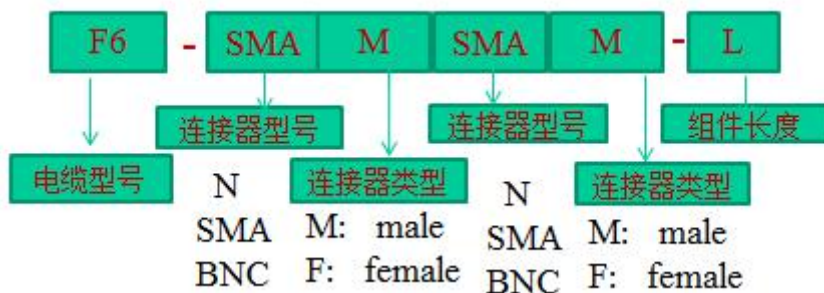 F6 - SMA M SMA M - L
连接器型号 连接器型号 组件长度
电缆型号 连接器类型 连接器类型
N N
SMA M: male SMA M: male
BNC F: female BNC F: female